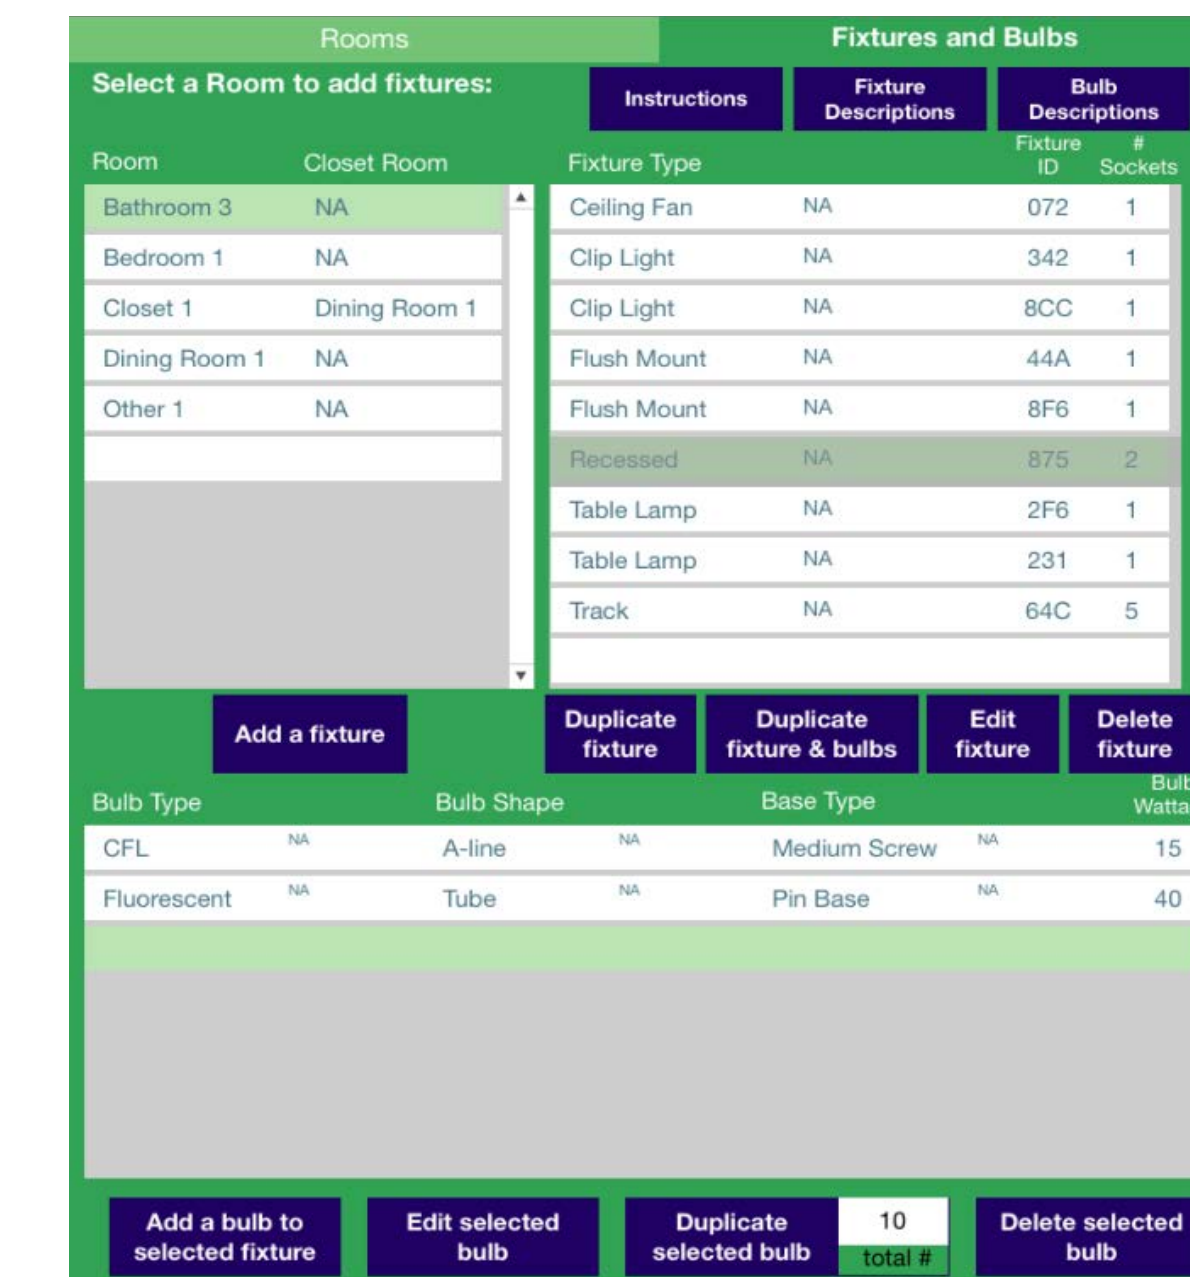 Rooms Fixtures and Bulbs
Select a Room to add fixtures:
Instructions
Fixture
Descriptions
Bulb
Descriptions
Room Closet Room
Bathroom 3 NA
Bedroom 1 NA
Closet 1 Dining Room 1
Dining Room 1 NA
Other 1 NA
Fixture Type Fixture ID # Sockets
Ceiling Fan NA 072 1
Clip Light NA 342 1
Clip Light NA 8CC 1
Flush Mount NA 44A 1
Flush Mount NA 8F6 1
Recessed NA 875 2
Table Lamp NA 2F6 1
Table Lamp NA 231 1
Track NA 64C 5
Add a fixture
Duplicate
fixture
Duplicate
fixture & bulbs
Edit
fixture
Delete
fixture
Bulb Type Bulb Shape Base Type Bulb Watta
CFL NA A-line NA Medium Screw NA 15
Fluorescent NA Tube NA Pin Base NA 40
Add a bulb to
selected fixture
Edit selected
bulb
Duplicate
selected bulb
10
total #
Delete selected
bulb